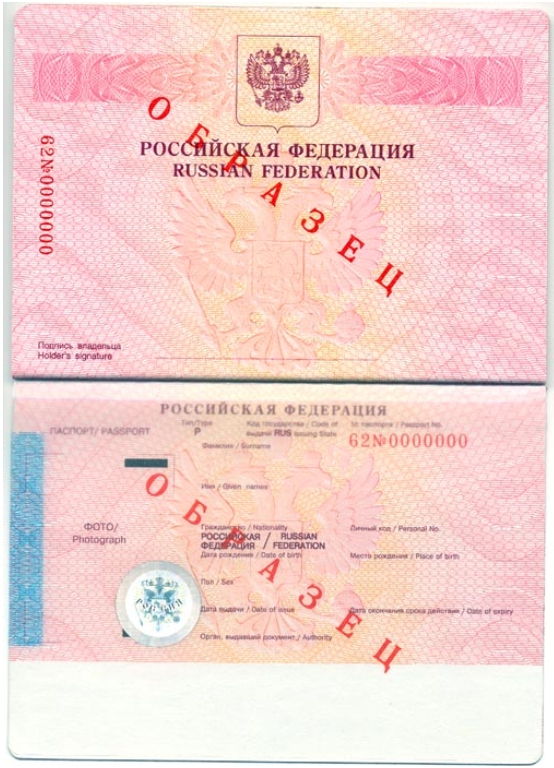 ОБРАЗЕЦ
РОССИЙСКАЯ ФЕДЕРАЦИЯ
RUSSIAN FEDERATION
62№0000000
Подпись владельца
Holder's signature
РОССИЙСКАЯ ФЕДЕРАЦИЯ
ПАСПОРТ/ PASSPORT
Тип/Type
P
Код государства / Code of
выдачи RUS issuing State
№ паспорта / Passport No.
62№0000000
Фамилия / Surname
ОБРАЗЕЦ
Имя / Given names
ФОТО/
Photograph
Гражданство / Nationality
РОССИЙСКАЯ / RUSSIAN
ФЕДЕРАЦИЯ / FEDERATION
Личный код / Personal No.
Дата рождения / Date of birth
Место рождения / Place of birth
Пол / Sex
РОССИЯ
Дата выдачи / Date of issue
Дата окончания срока действия / Date of expiry
Орган, выдавший документ / Authority